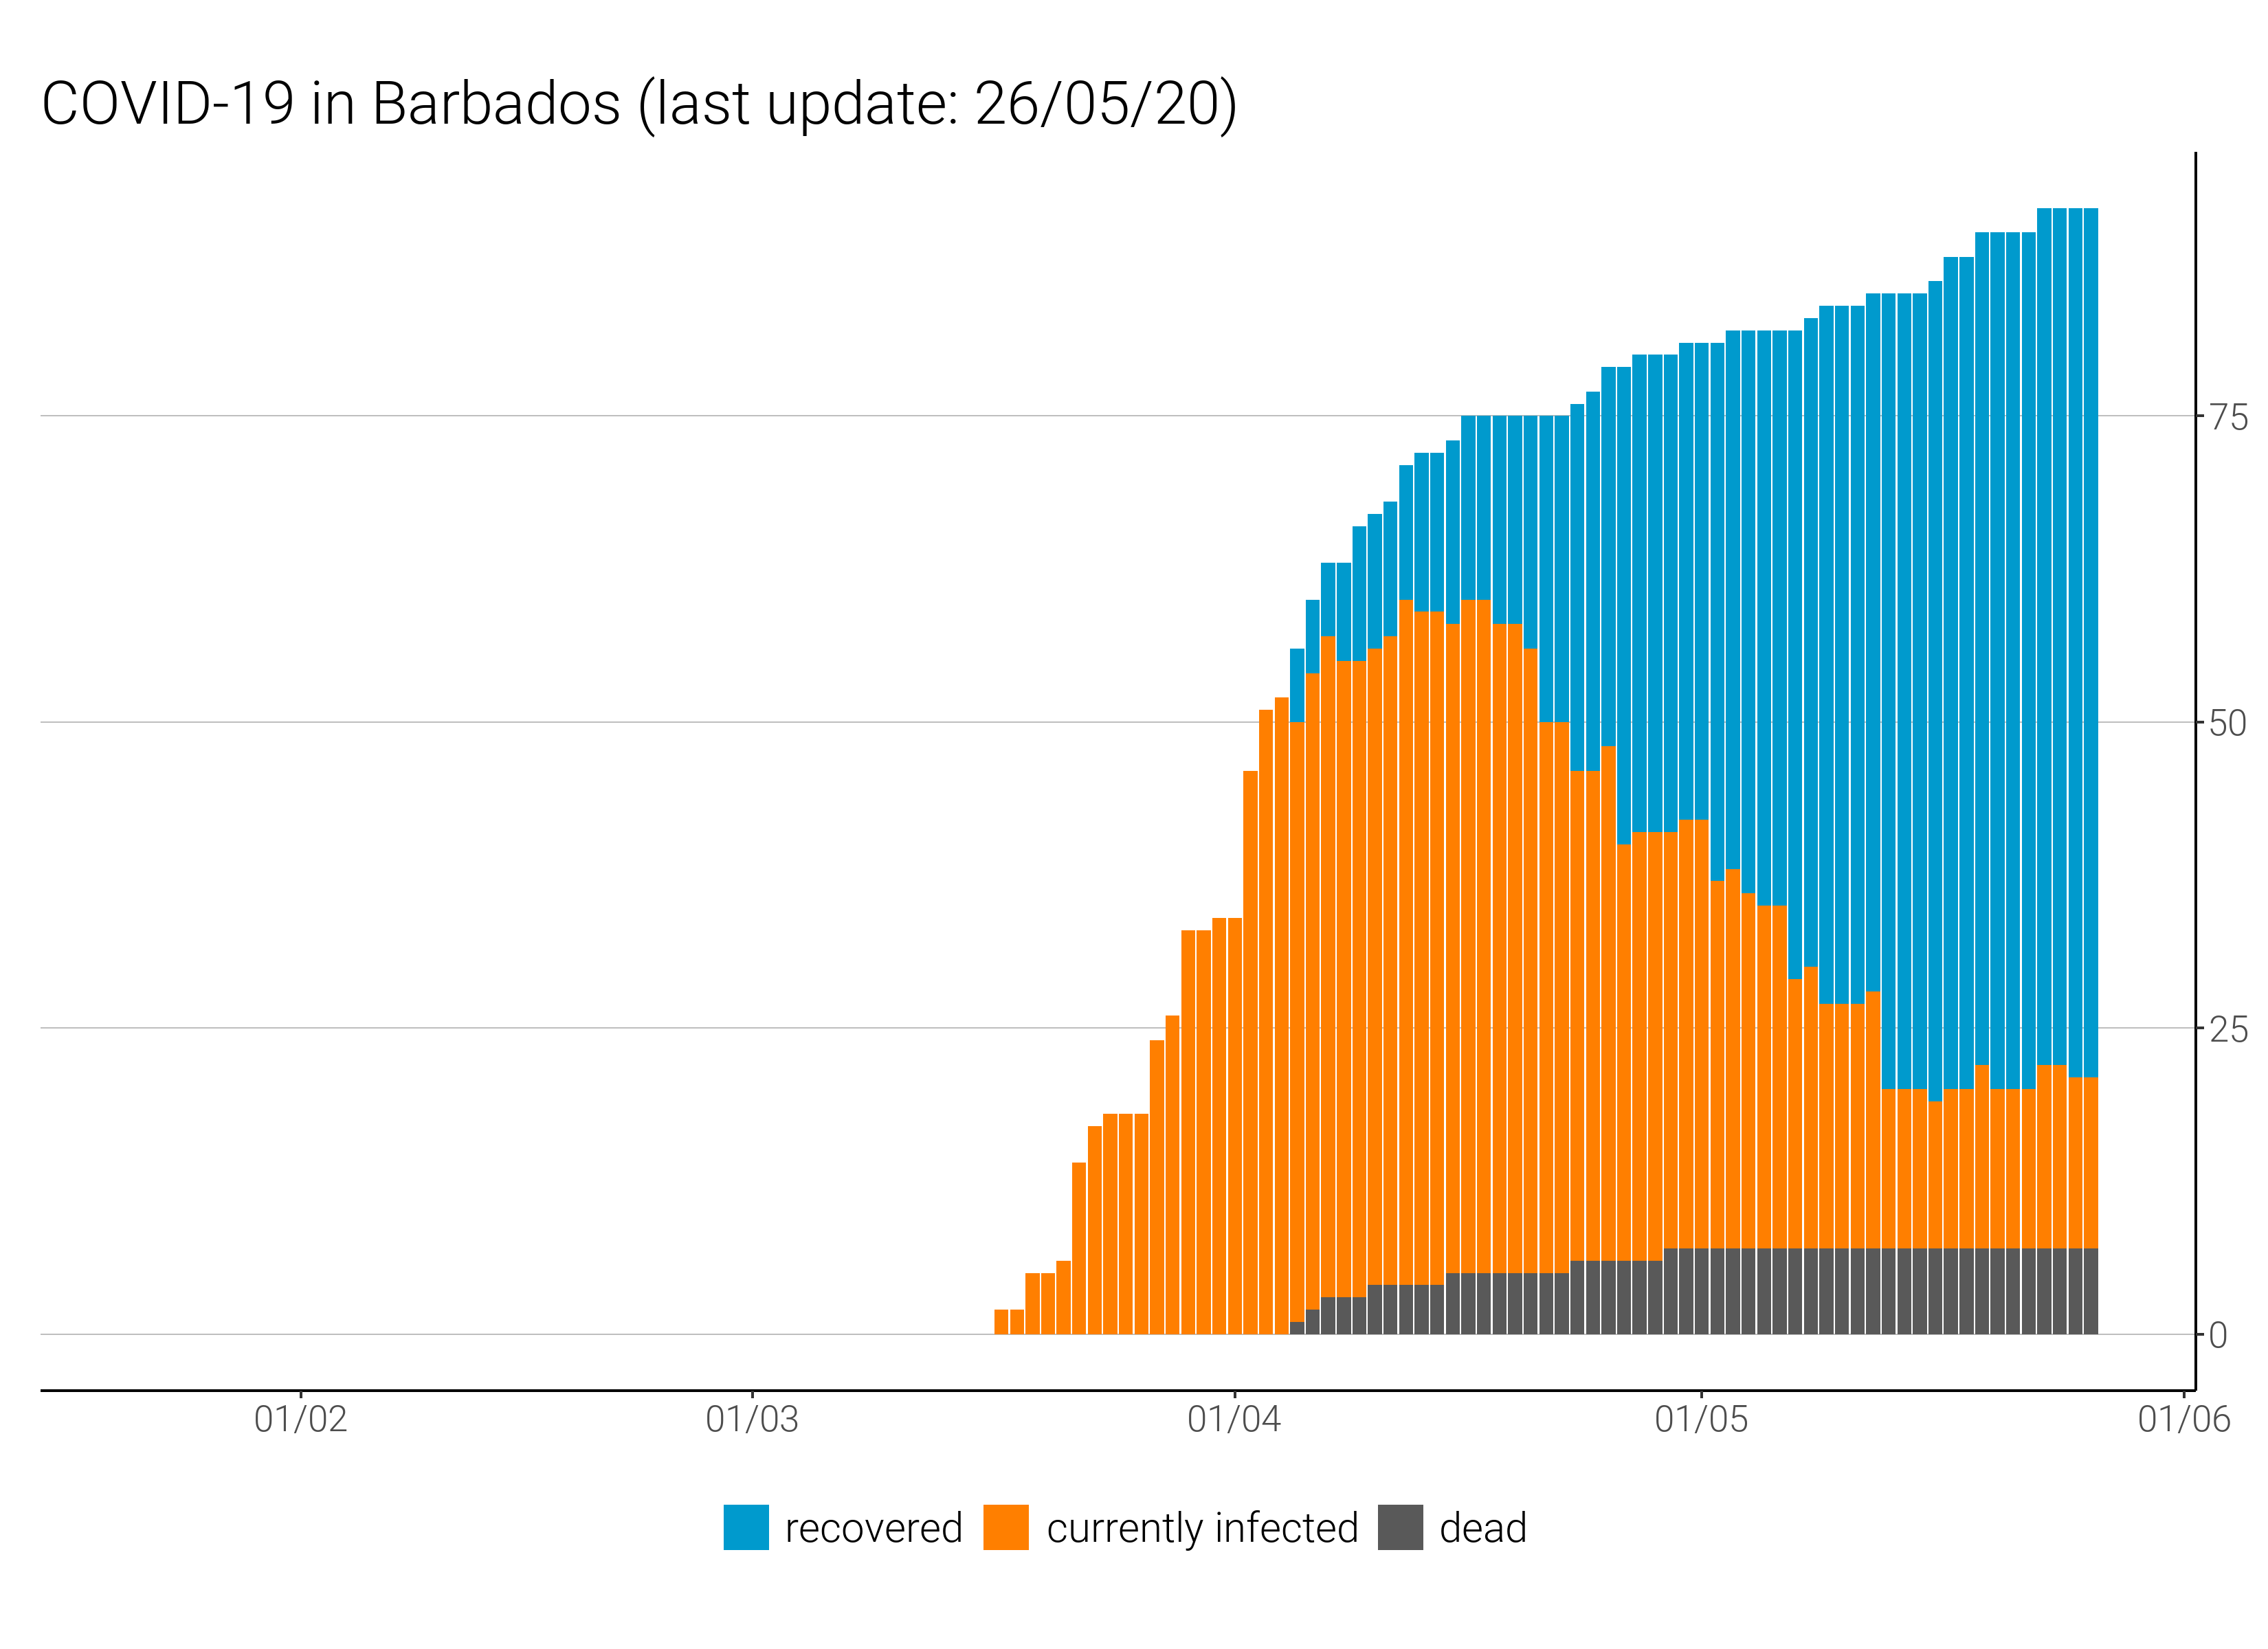 COVID-19 in Barbados (last update: 26/05/20)
75
50
25
0
01/02 01/03 01/04 01/05 01/06
recovered currently infected dead